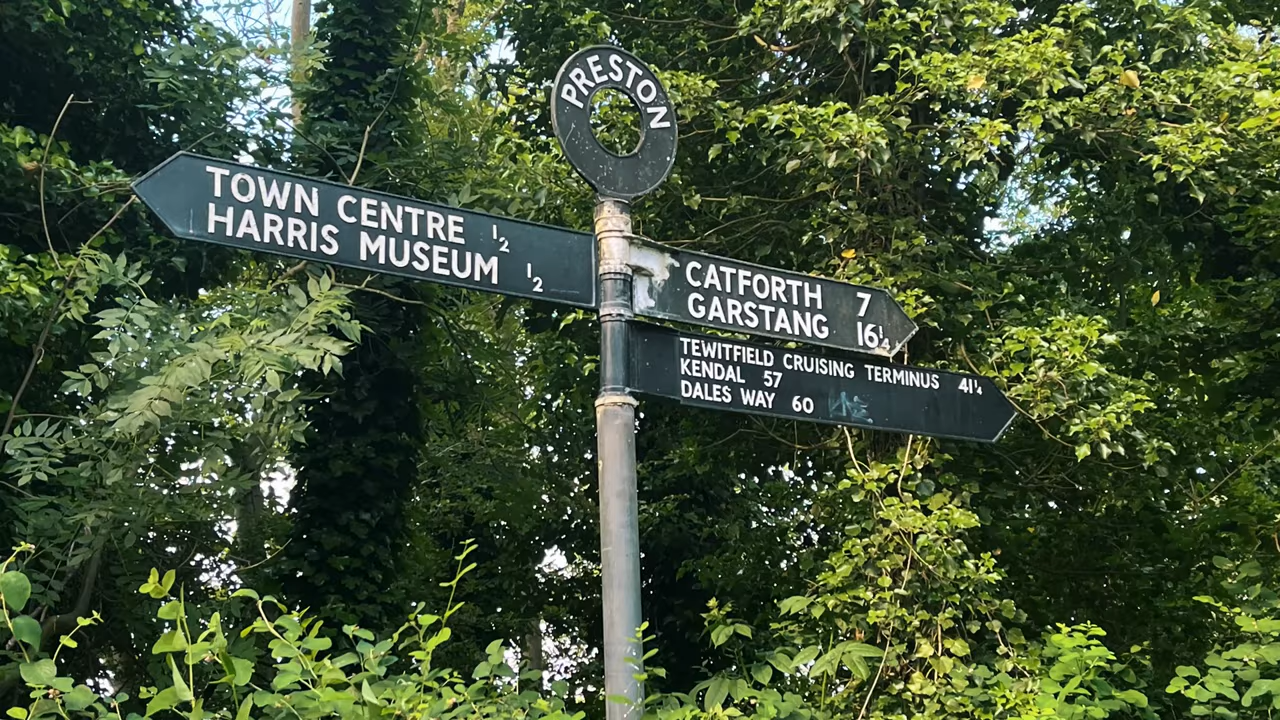 PRESTON
TOWN CENTRE ½
HARRIS MUSEUM ½
CATFORTH 7
GARSTANG 16¼
TEWITFIELD CRUISING TERMINUS 41¼
KENDAL 57
DALES WAY 60